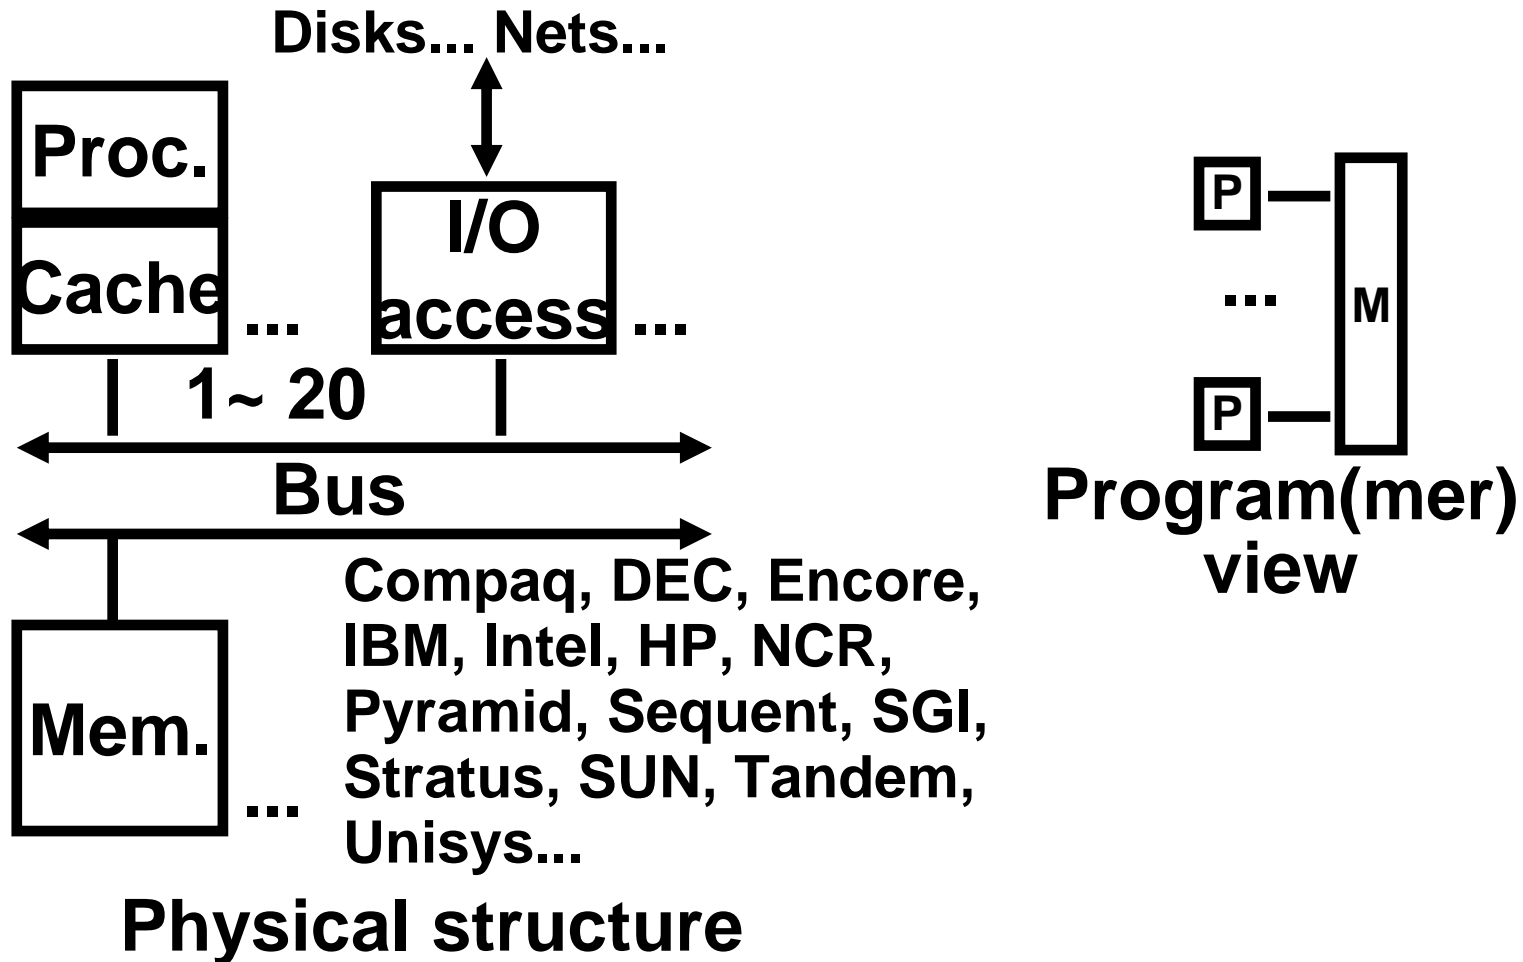 Disks... Nets...
Proc.
Cache
...
I/O
access
...
1~ 20
Bus
Mem.
...
Compaq, DEC, Encore,
IBM, Intel, HP, NCR,
Pyramid, Sequent, SGI,
Stratus, SUN, Tandem,
Unisys...
Physical structure
P
...
P
M
Program(mer)
view